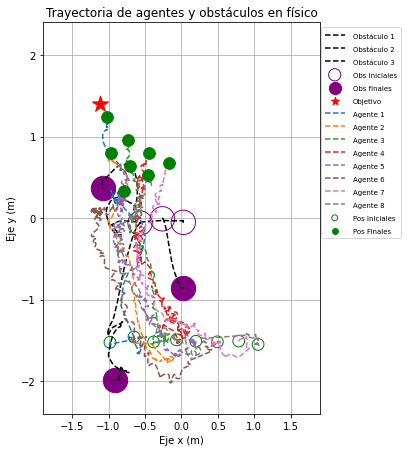 Trayectoria de agentes y obstáculos en físico
Obstáculo 1
Obstáculo 2
Obstáculo 3
Obs iniciales
Obs finales
Objetivo
Agente 1
Agente 2
Agente 3
Agente 4
Agente 5
Agente 6
Agente 7
Agente 8
Pos Iniciales
Pos Finales
Eje y (m)
2
1
0
−1
−2
−1.5
−1.0
−0.5
0.0
0.5
1.0
1.5
Eje x (m)